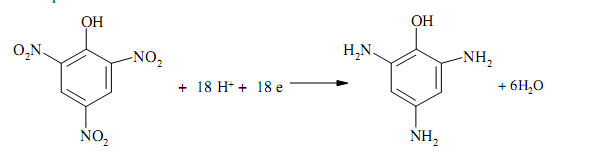 OH
O₂N
NO₂
NO₂
+ 18 H⁺ + 18 e
OH
H₂N
NH₂
NH₂
+ 6H₂O